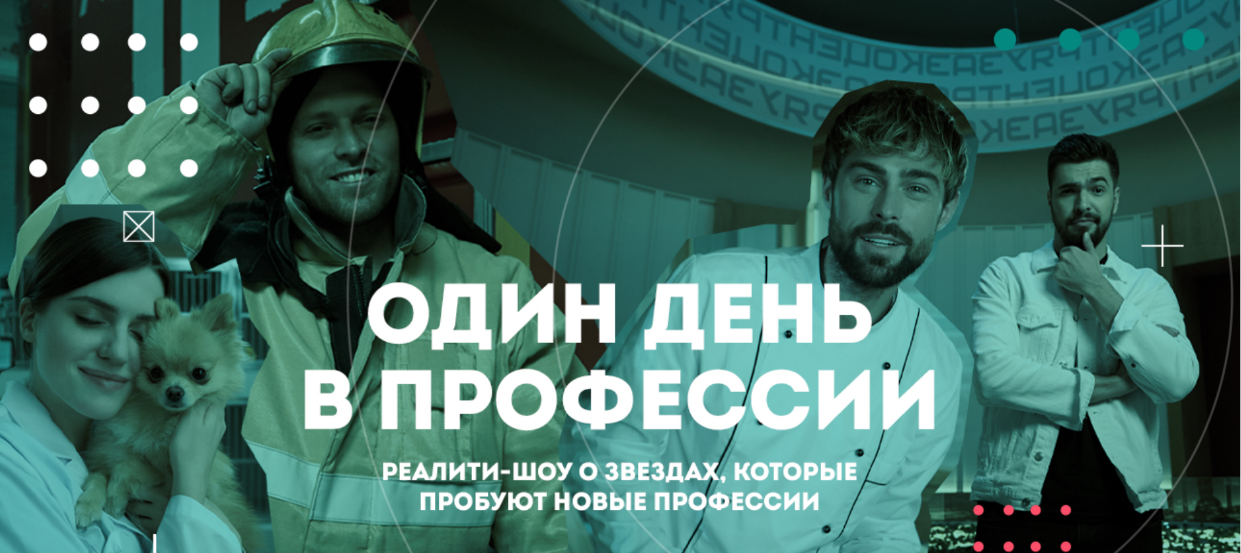 ОДИН ДЕНЬ
В ПРОФЕССИИ
РЕАЛИТИ-ШОУ О ЗВЕЗДАХ, КОТОРЫЕ
ПРОБУЮТ НОВЫЕ ПРОФЕССИИ